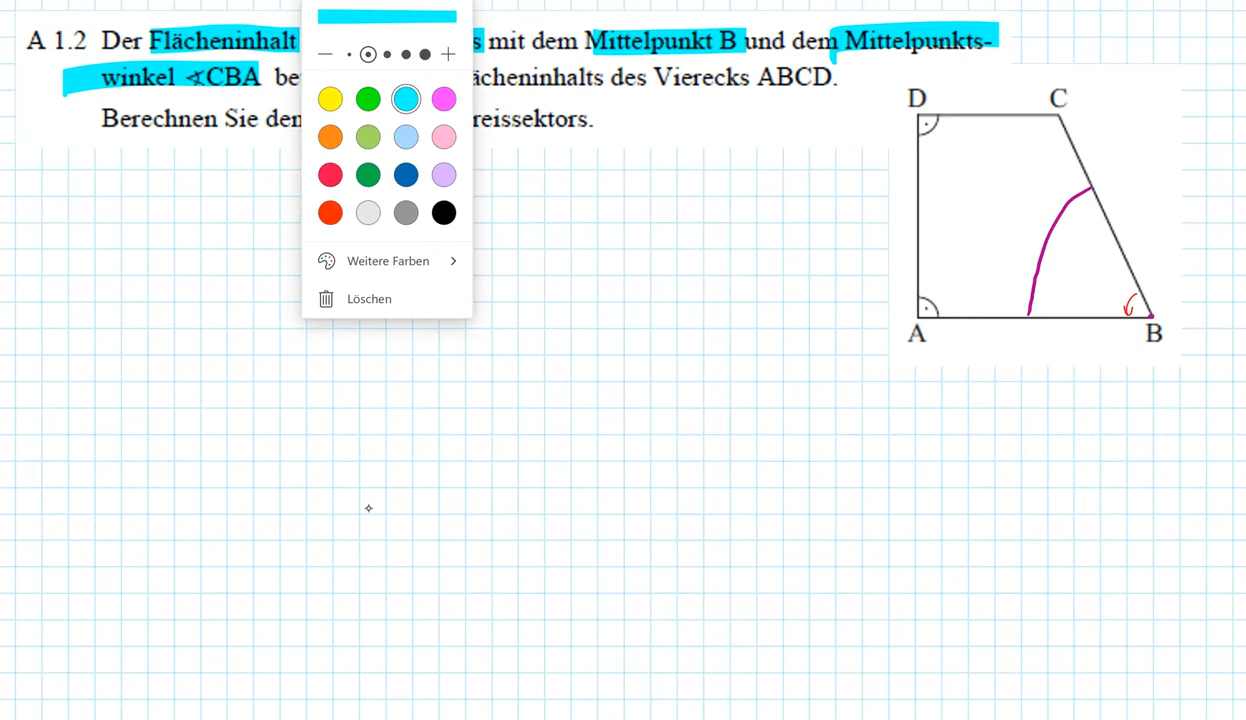 A 1.2 Der Flächeninhalt s mit dem Mittelpunkt B und dem Mittelpunkts-
winkel ∢CBA be ächeninhalts des Vierecks ABCD.
Berechnen Sie den reissektors.
Weitere Farben
Löschen
D C
A B